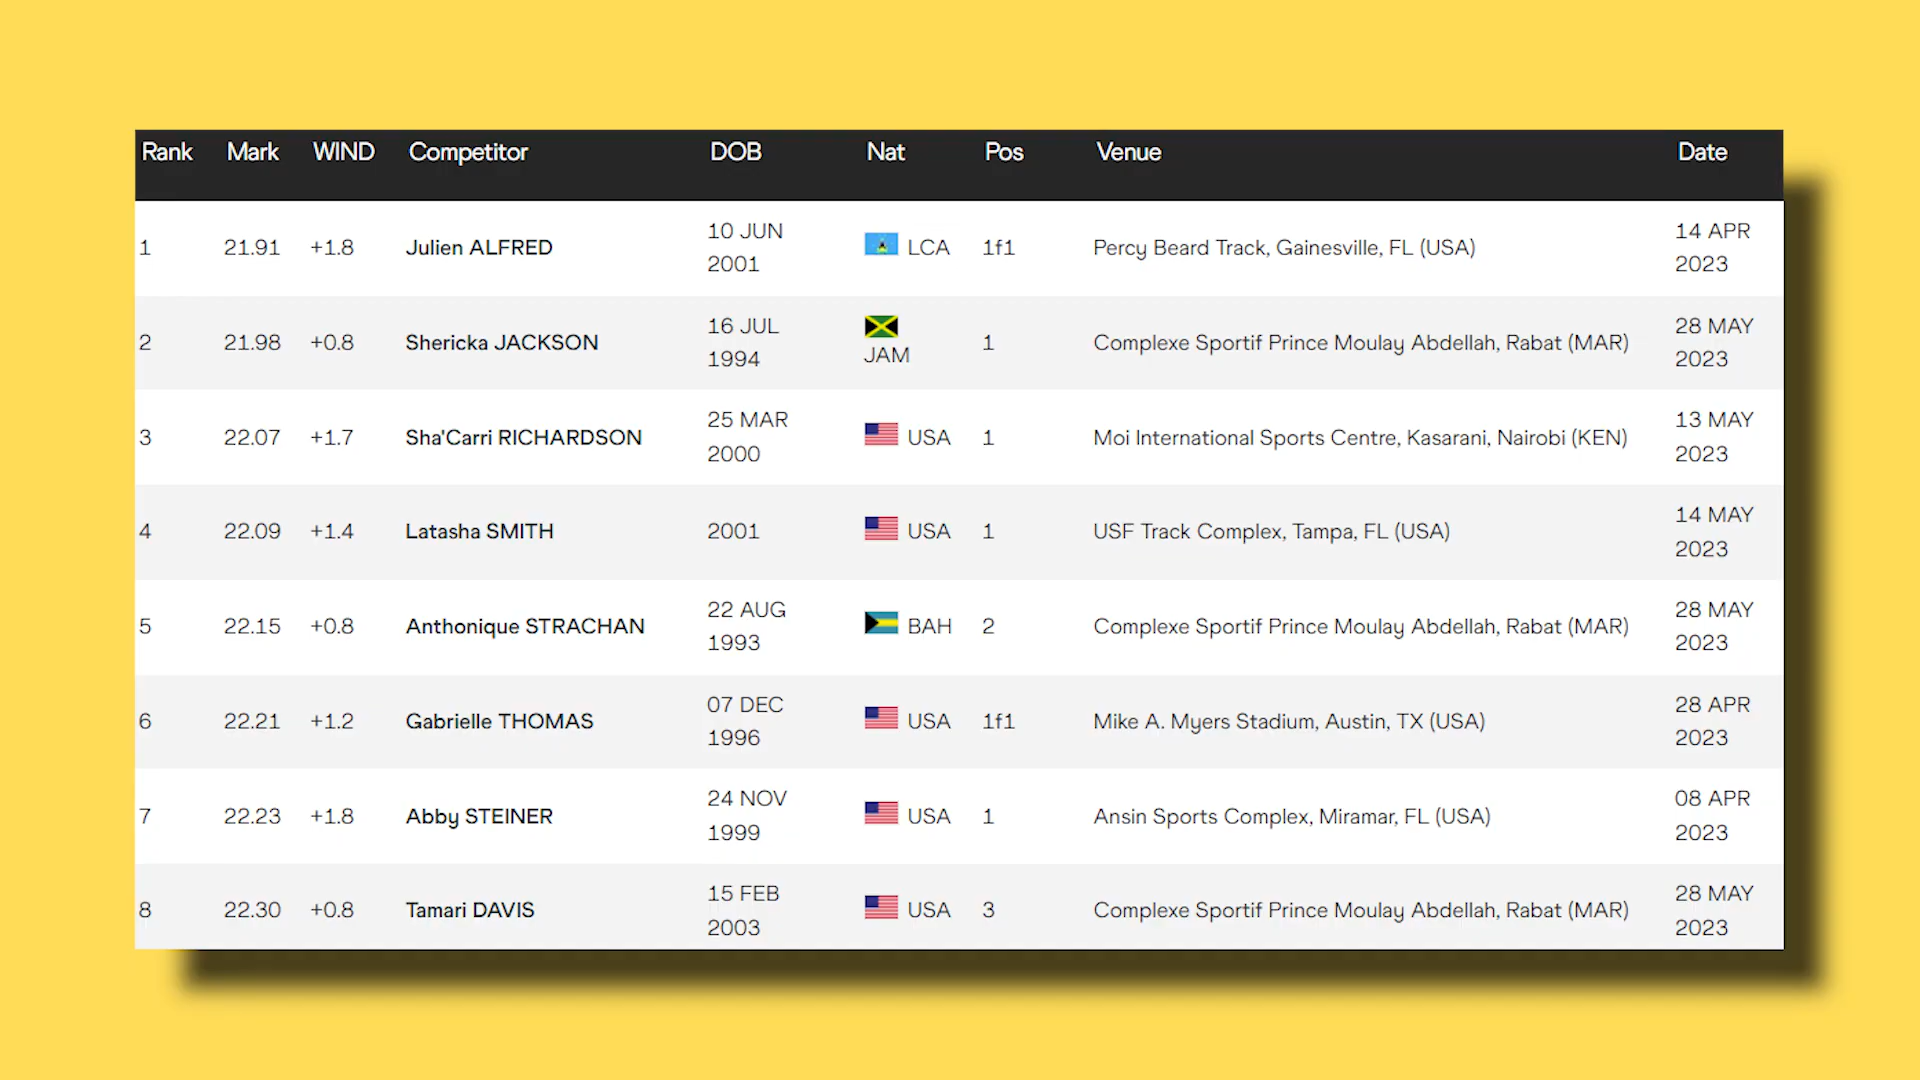 Rank Mark WIND Competitor DOB Nat Pos Venue Date
1 21.91 +1.8 Julien ALFRED 10 JUN 2001 LCA 1f1 Percy Beard Track, Gainesville, FL (USA) 14 APR 2023
2 21.98 +0.8 Shericka JACKSON 16 JUL 1994 JAM 1 Complexe Sportif Prince Moulay Abdellah, Rabat (MAR) 28 MAY 2023
3 22.07 +1.7 Sha'Carri RICHARDSON 25 MAR 2000 USA 1 Moi International Sports Centre, Kasarani, Nairobi (KEN) 13 MAY 2023
4 22.09 +1.4 Latasha SMITH 2001 USA 1 USF Track Complex, Tampa, FL (USA) 14 MAY 2023
5 22.15 +0.8 Anthonique STRACHAN 22 AUG 1993 BAH 2 Complexe Sportif Prince Moulay Abdellah, Rabat (MAR) 28 MAY 2023
6 22.21 +1.2 Gabrielle THOMAS 07 DEC 1996 USA 1f1 Mike A. Myers Stadium, Austin, TX (USA) 28 APR 2023
7 22.23 +1.8 Abby STEINER 24 NOV 1999 USA 1 Ansin Sports Complex, Miramar, FL (USA) 08 APR 2023
8 22.30 +0.8 Tamari DAVIS 15 FEB 2003 USA 3 Complexe Sportif Prince Moulay Abdellah, Rabat (MAR) 28 MAY 2023